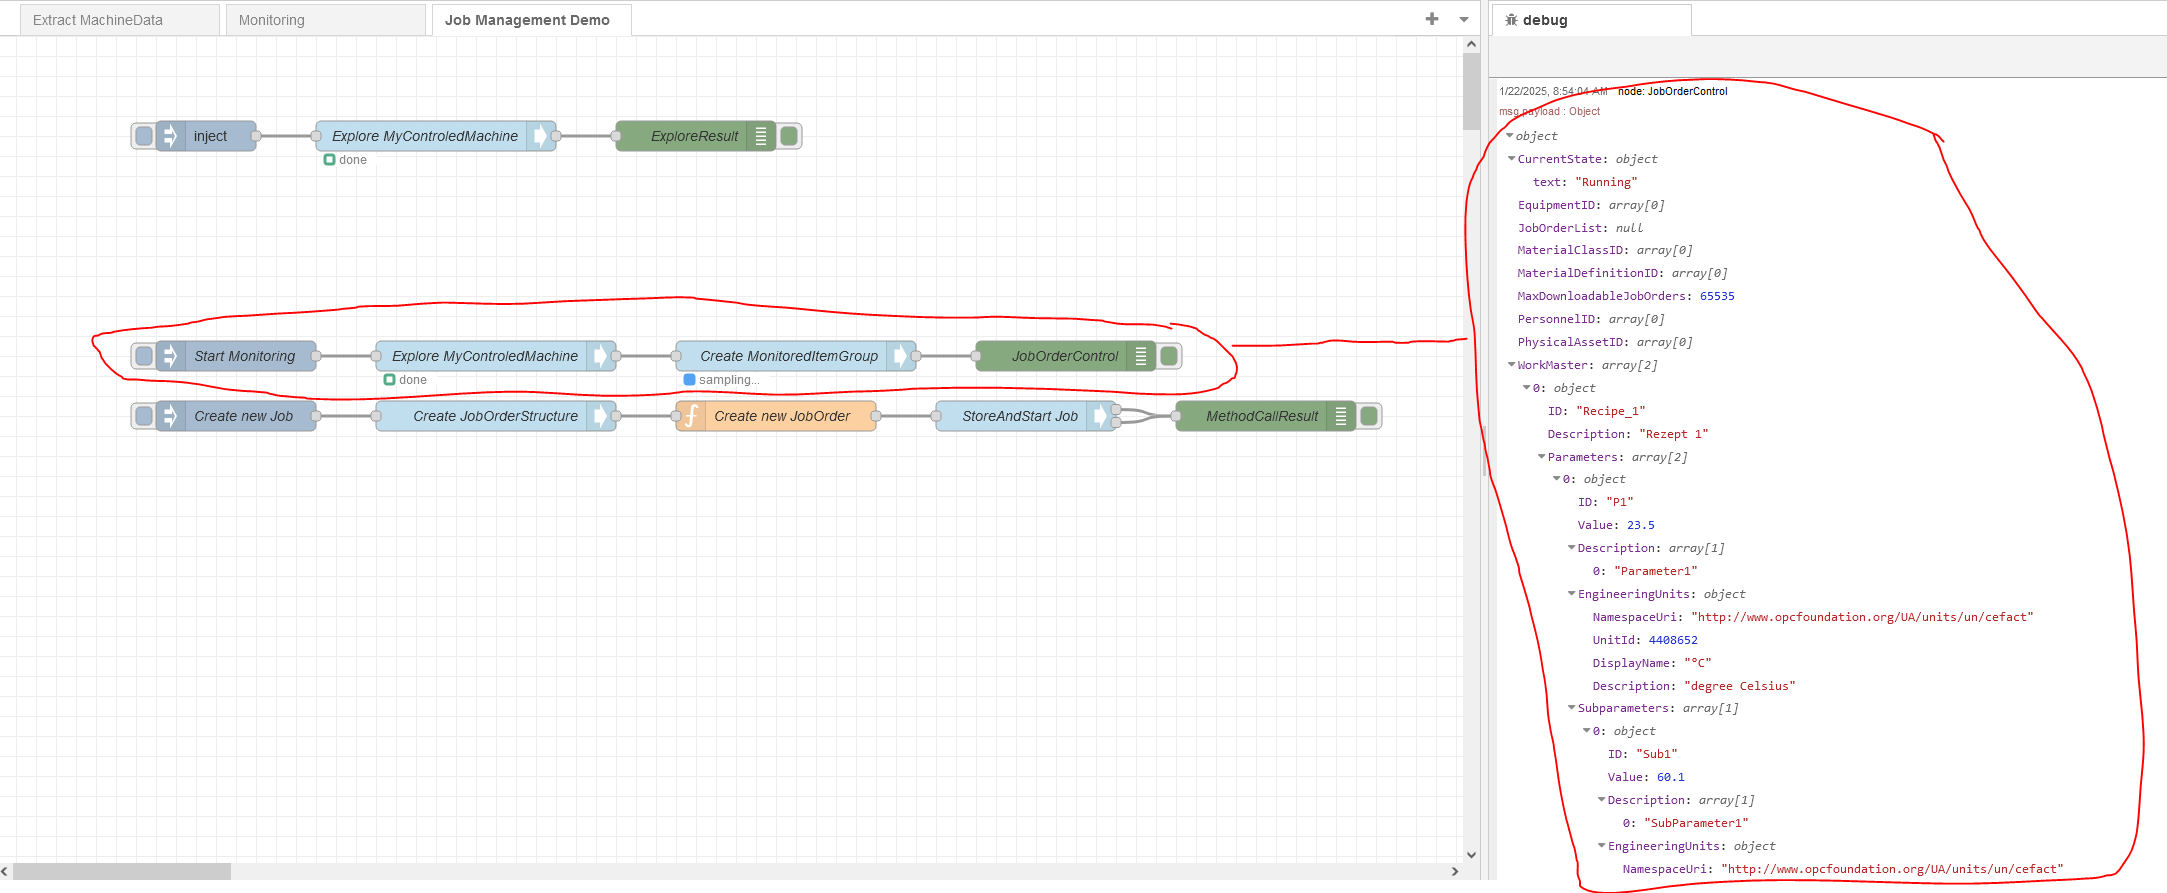 Extract MachineData
Monitoring
Job Management Demo
debug
inject
Explore MyControledMachine
ExploreResult
done
Start Monitoring
Explore MyControledMachine
Create MonitoredItemGroup
JobOrderControl
done
sampling...
Create new Job
Create JobOrderStructure
Create new JobOrder
StoreAndStart Job
MethodCallResult
1/22/2025, 8:54:04 AM node: JobOrderControl
msg.payload : Object
object
CurrentState: object
text: "Running"
EquipmentID: array[0]
JobOrderList: null
MaterialClassID: array[0]
MaterialDefinitionID: array[0]
MaxDownloadableJobOrders: 65535
PersonnelID: array[0]
PhysicalAssetID: array[0]
WorkMaster: array[2]
0: object
ID: "Recipe_1"
Description: "Rezept 1"
Parameters: array[2]
0: object
ID: "P1"
Value: 23.5
Description: array[1]
0: "Parameter1"
EngineeringUnits: object
NamespaceUri: "http://www.opcfoundation.org/UA/units/un/cefact"
UnitId: 4408652
DisplayName: "°C"
Description: "degree Celsius"
Subparameters: array[1]
0: object
ID: "Sub1"
Value: 60.1
Description: array[1]
0: "SubParameter1"
EngineeringUnits: object
NamespaceUri: "http://www.opcfoundation.org/UA/units/un/cefact"